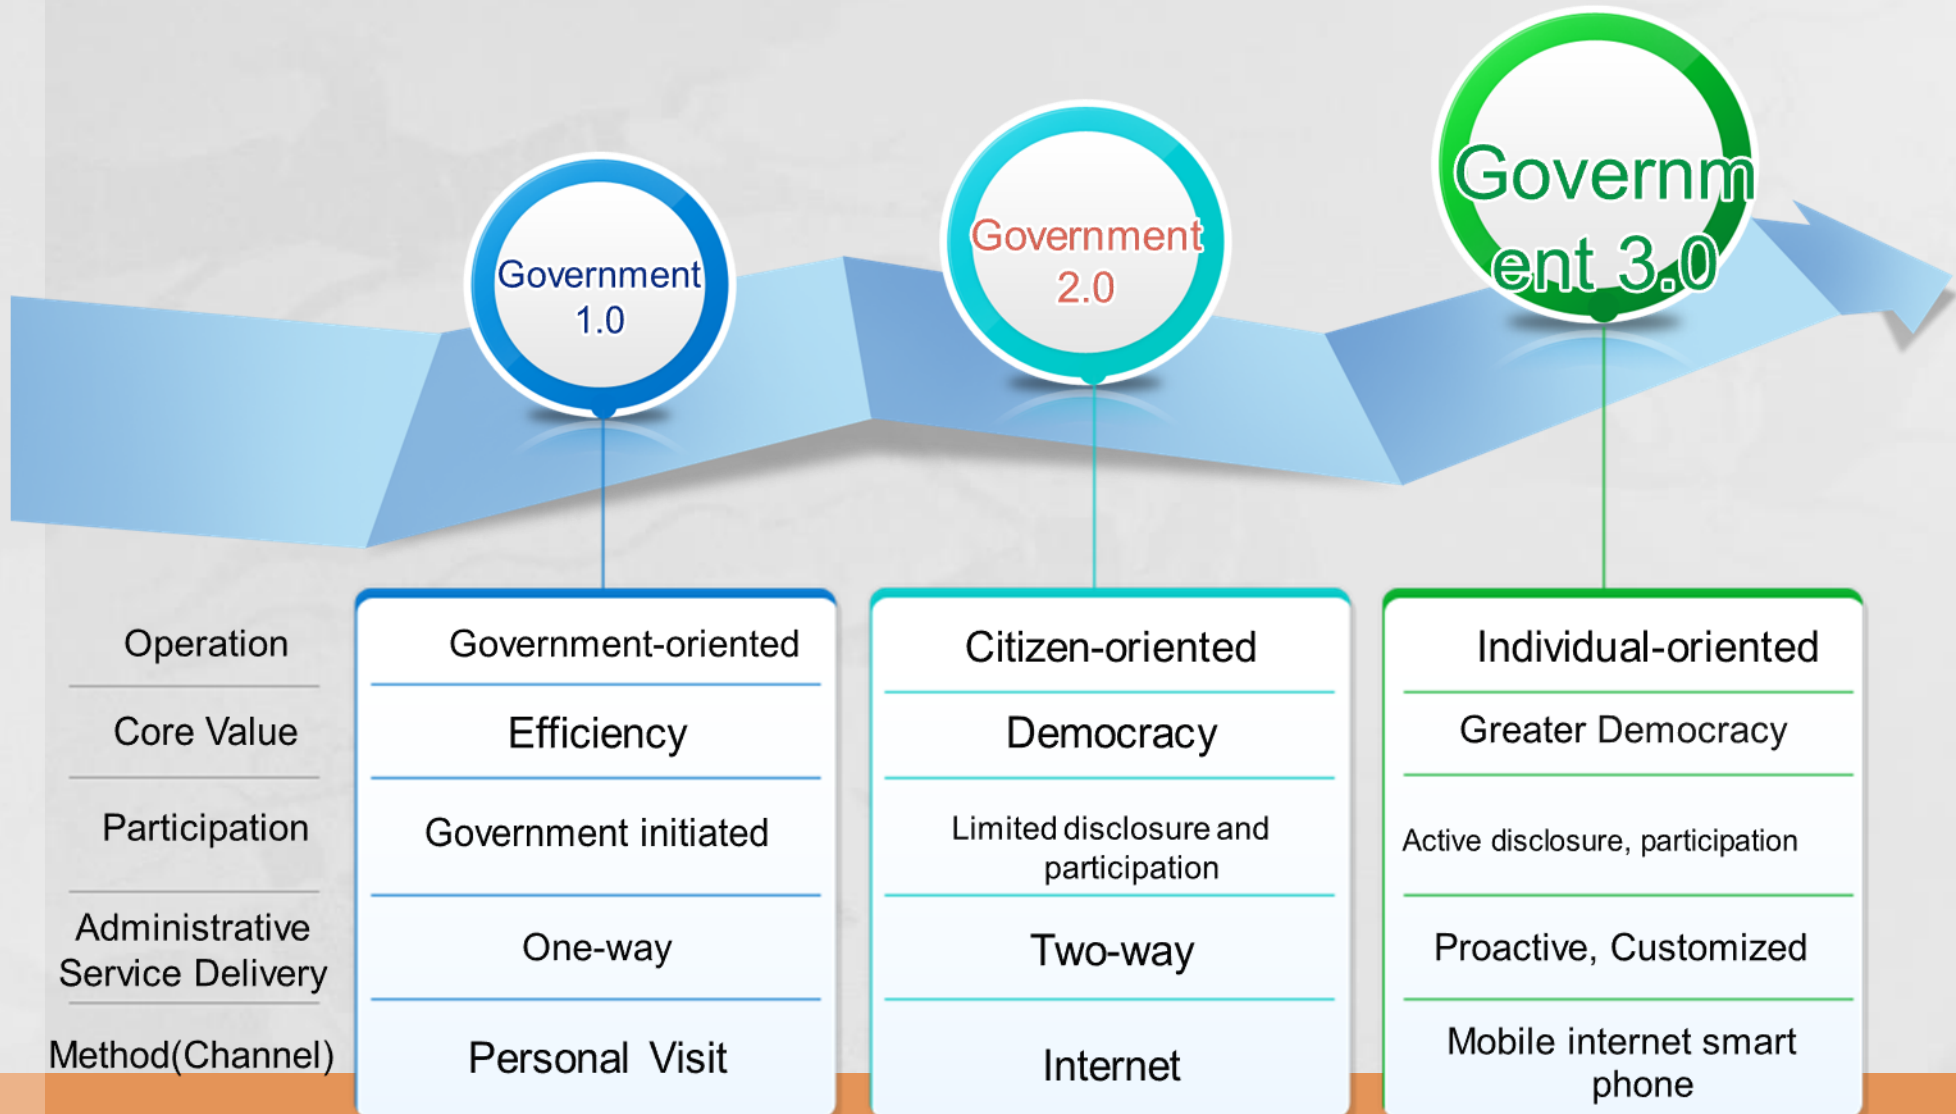 Government
1.0
Government
2.0
Governm
ent 3.0
Operation
Government-oriented
Citizen-oriented
Individual-oriented
Core Value
Efficiency
Democracy
Greater Democracy
Participation
Government initiated
Limited disclosure and
participation
Active disclosure, participation
Administrative
Service Delivery
One-way
Two-way
Proactive, Customized
Method(Channel)
Personal Visit
Internet
Mobile internet smart
phone